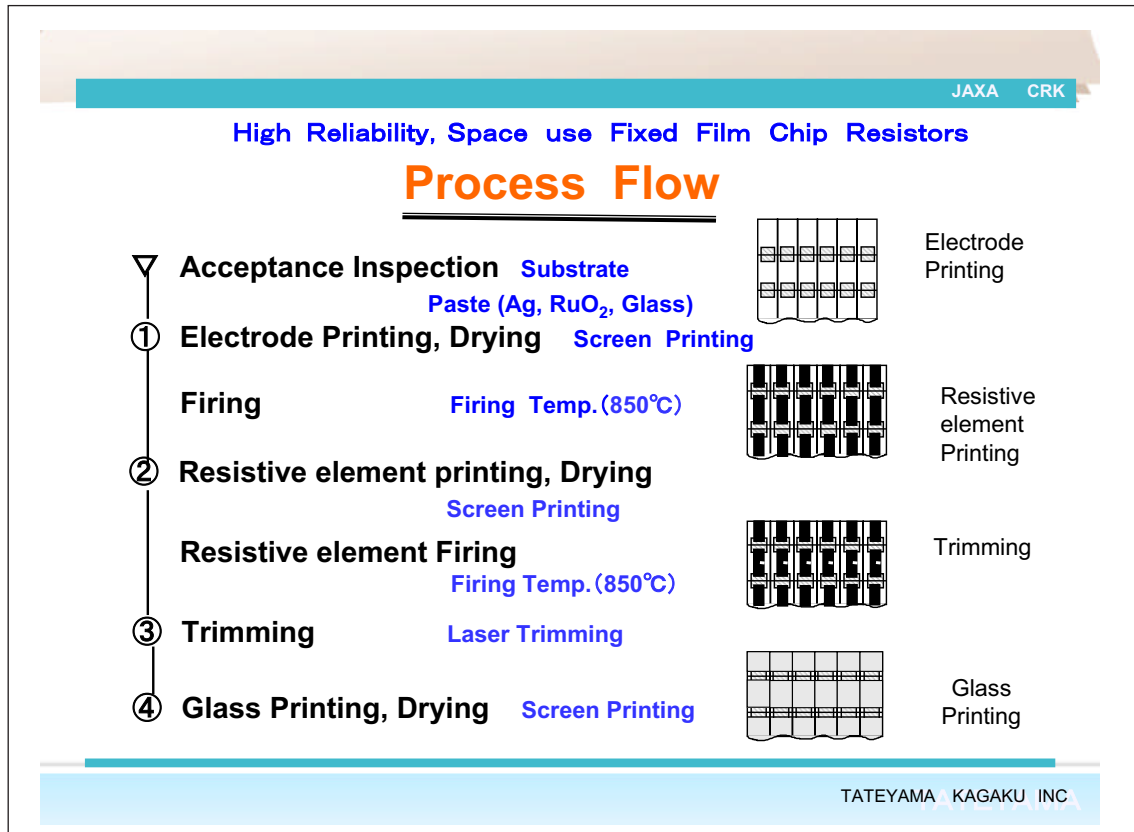 JAXA CRK
High Reliability, Space use Fixed Film Chip Resistors
Process Flow
▽ Acceptance Inspection Substrate
Paste (Ag, RuO₂, Glass)
① Electrode Printing, Drying Screen Printing
Firing Firing Temp.(850℃)
② Resistive element printing, Drying
Screen Printing
Resistive element Firing
Firing Temp.(850℃)
③ Trimming Laser Trimming
④ Glass Printing, Drying Screen Printing
Electrode
Printing
Resistive
element
Printing
Trimming
Glass
Printing
TATEYAMA KAGAKU INC
TATEYAMA